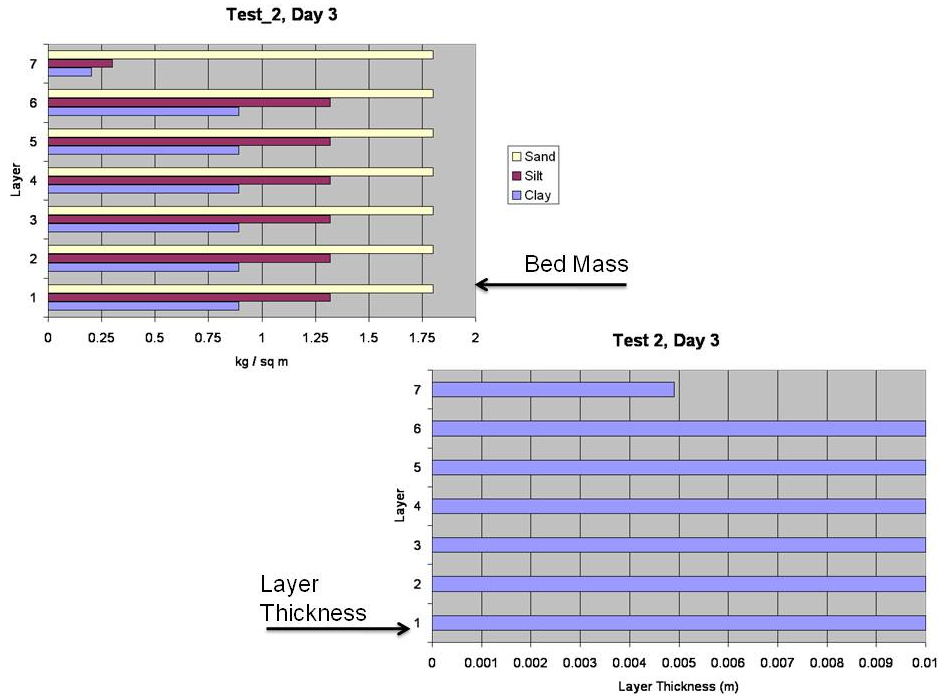 Test_2, Day 3
7
6
5
4
3
2
1
Layer
0 0.25 0.5 0.75 1 1.25 1.5 1.75 2
kg / sq m
Sand
Silt
Clay
Bed Mass
Test 2, Day 3
7
6
5
4
3
2
1
Layer
Layer
Thickness
0 0.001 0.002 0.003 0.004 0.005 0.006 0.007 0.008 0.009 0.01
Layer Thickness (m)